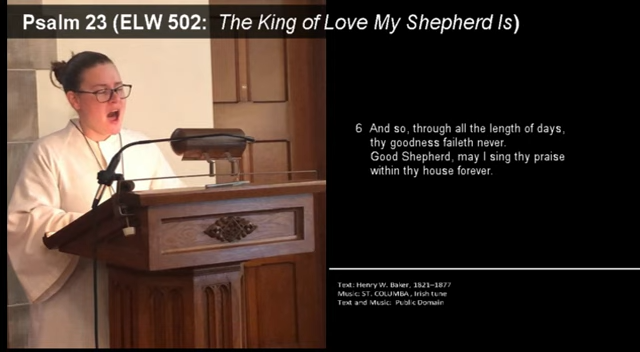 Psalm 23 (ELW 502: The King of Love My Shepherd Is)
6 And so, through all the length of days,
thy goodness faileth never.
Good Shepherd, may I sing thy praise
within thy house forever.
Text: Henry W. Baker, 1821–1877
Music: ST. COLUMBA, Irish tune
Text and Music: Public Domain